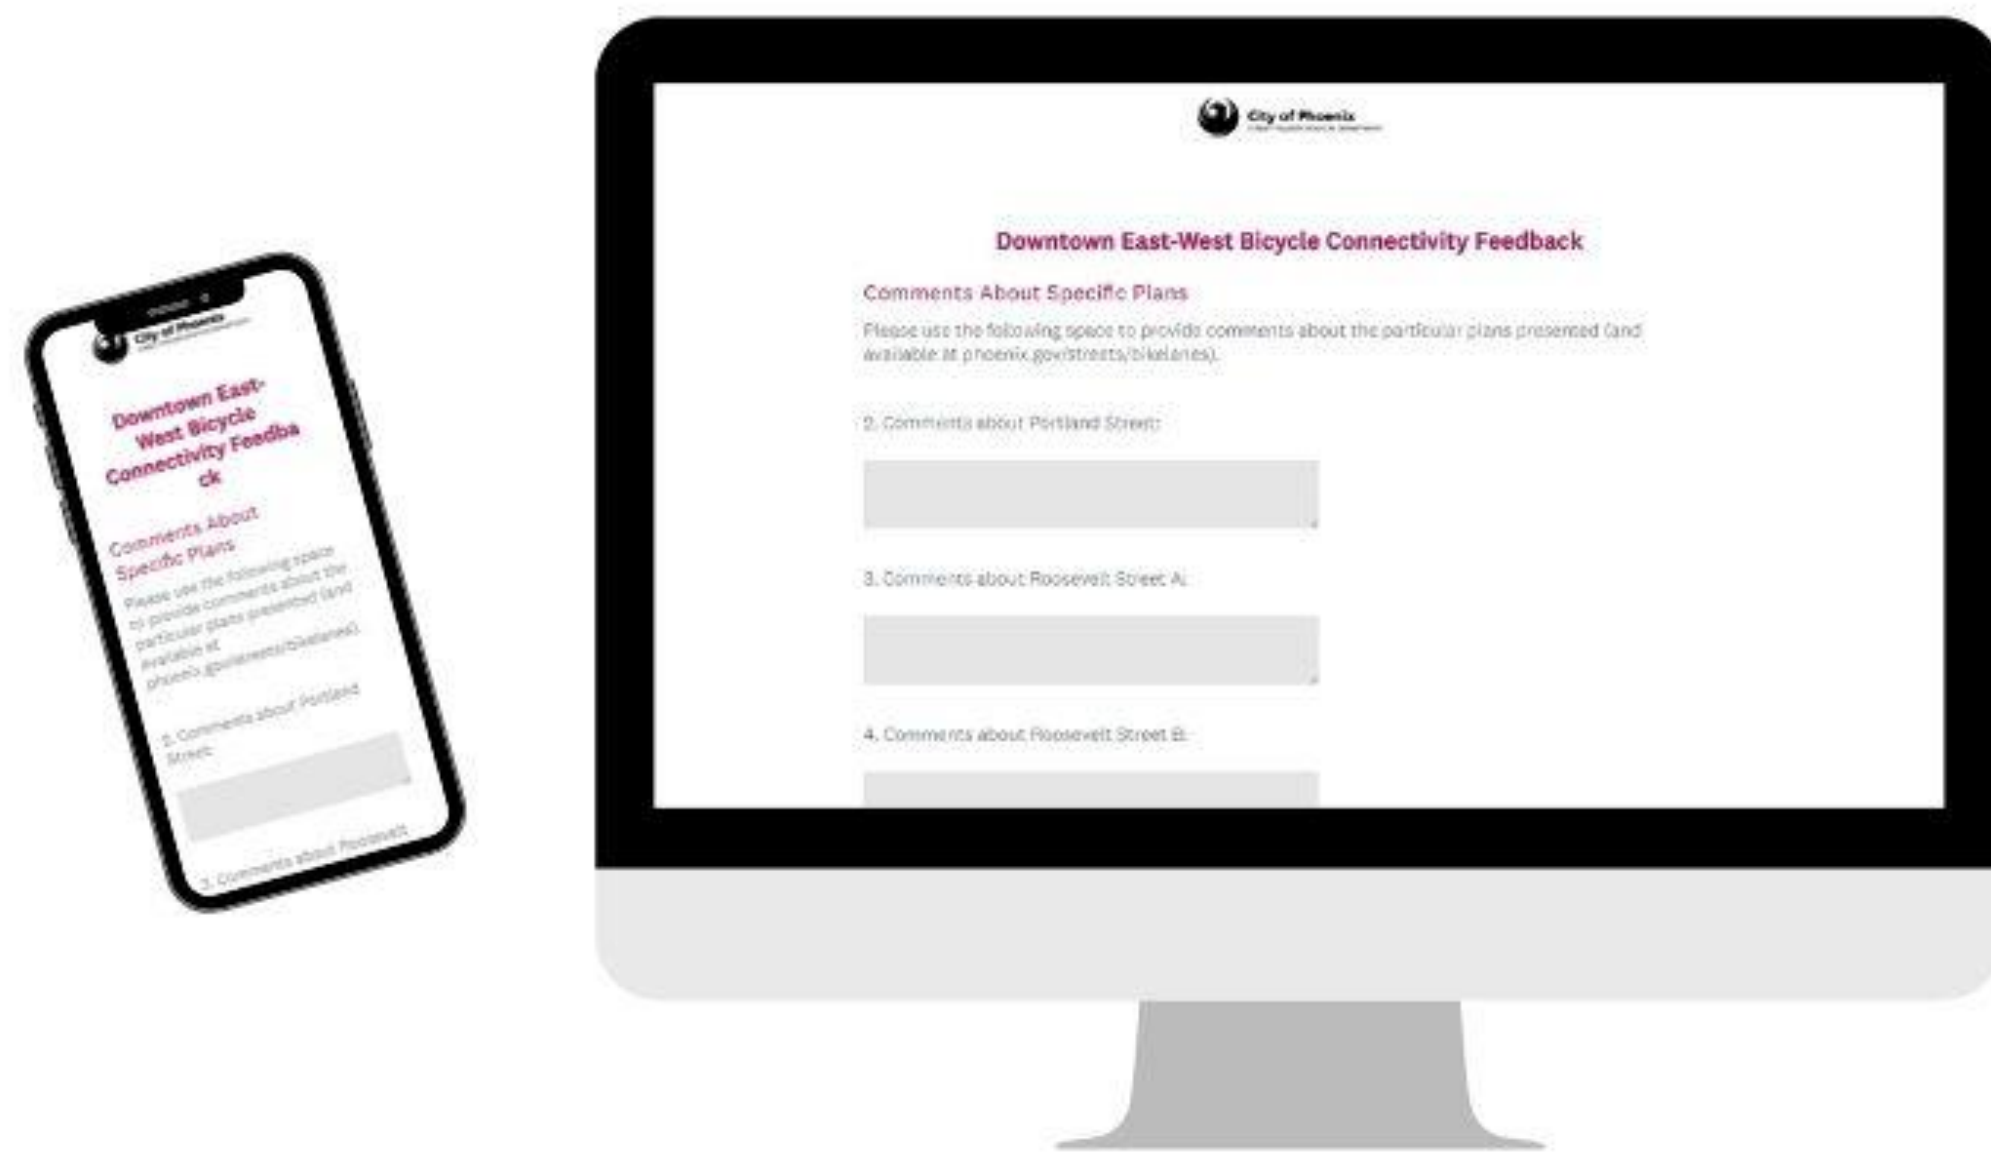 City of Phoenix
Downtown East-
West Bicycle
Connectivity Feedba
ck
Comments About
Specific Plans
Please use the following space
to provide comments about the
particular plans presented (and
available at
phoenix.gov/streets/bikelanes).
2. Comments about Portland
Street:
3. Comments about Roosevelt
City of Phoenix
Downtown East-West Bicycle Connectivity Feedback
Comments About Specific Plans
Please use the following space to provide comments about the particular plans presented (and
available at phoenix.gov/streets/bikelanes).
2. Comments about Portland Street:
3. Comments about Roosevelt Street A:
4. Comments about Roosevelt Street B: